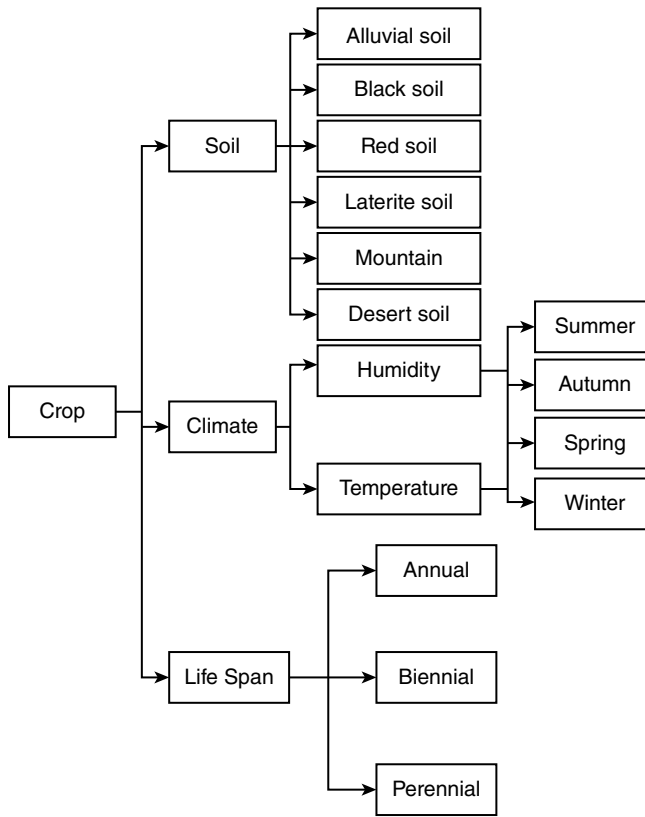 Alluvial soil
Black soil
Soil
Red soil
Laterite soil
Mountain
Desert soil
Summer
Humidity
Autumn
Crop
Climate
Spring
Temperature
Winter
Annual
Life Span
Biennial
Perennial